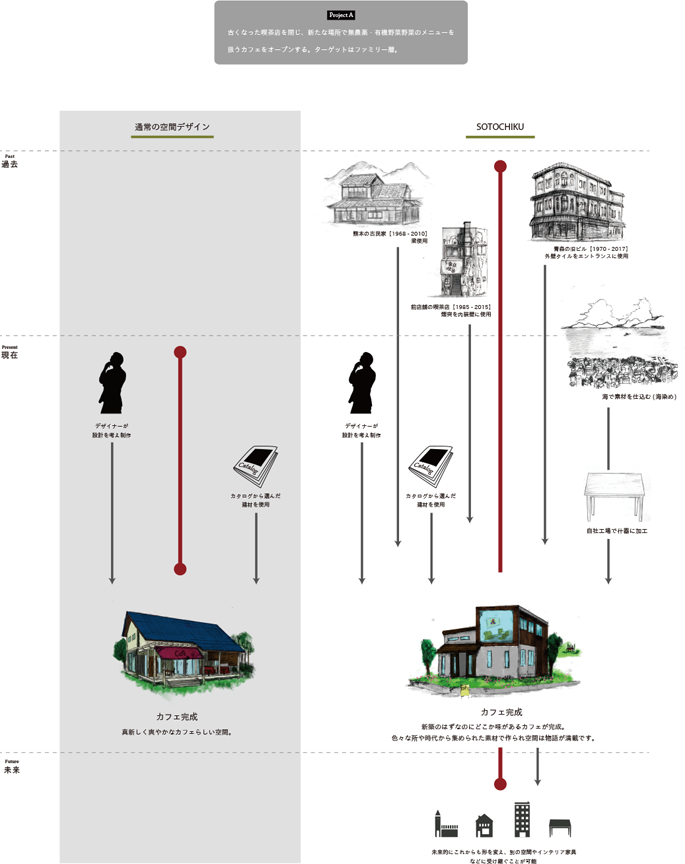 Project A
古くなった喫茶店を閉じ、新たな場所で無農薬・有機野菜野菜のメニューを
扱うカフェをオープンする。ターゲットはファミリー層。
通常の空間デザイン
SOTOCHIKU
Past
過去
熊本の古民家【1968 - 2010】
梁使用
青森の旧ビル【1970 - 2017】
外壁タイルをエントランスに使用
前店舗の喫茶店【1985 - 2015】
煙突を内装壁に使用
Present
現在
海で素材を仕込む(海染め)
デザイナーが
設計を考え制作
Catalog
カタログから選んだ
建材を使用
デザイナーが
設計を考え制作
Catalog
カタログから選んだ
建材を使用
自社工場で什器に加工
カフェ完成
真新しく爽やかなカフェらしい空間。
カフェ完成
新築のはずなのにどこか味があるカフェが完成。
色々な所や時代から集められた素材で作られ空間は物語が満載です。
Future
未来
未来的にこれからも形を変え、別の空間やインテリア家具
などに受け継ぐことが可能